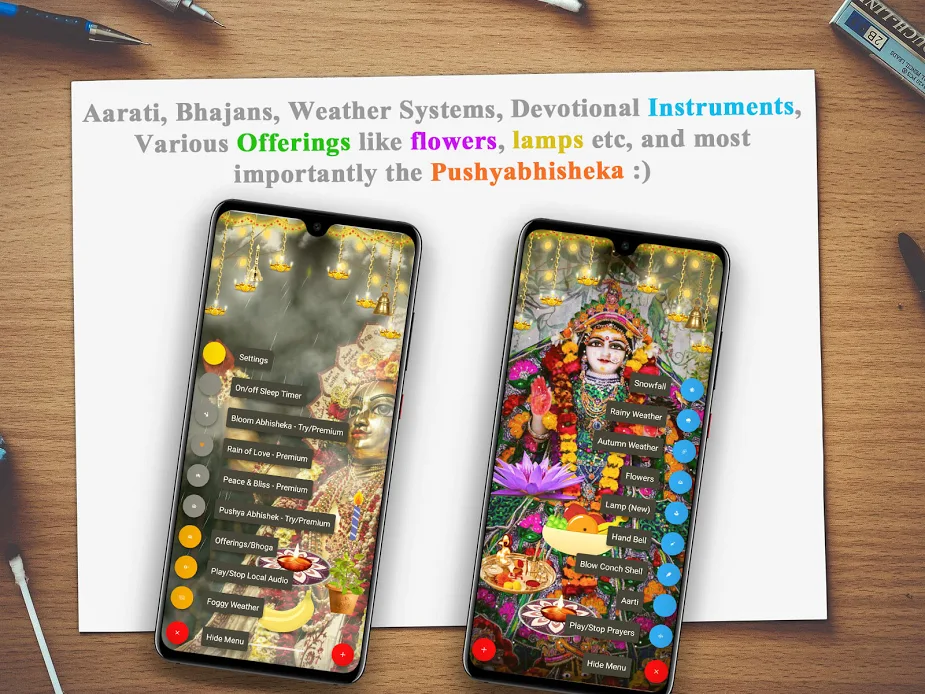 Aarati, Bhajans, Weather Systems, Devotional Instruments,
Various Offerings like flowers, lamps etc, and most
importantly the Pushyabhisheka :)
Settings
On/off Sleep Timer
Bloom Abhisheka - Try/Premium
Rain of Love - Premium
Peace & Bliss - Premium
Pushya Abhishek - Try/Premium
Offerings/Bhoga
Play/Stop Local Audio
Foggy Weather
Hide Menu
Snowfall
Rainy Weather
Autumn Weather
Flowers
Lamp (New)
Hand Bell
Blow Conch Shell
Aarti
Play/Stop Prayers
Hide Menu
2B